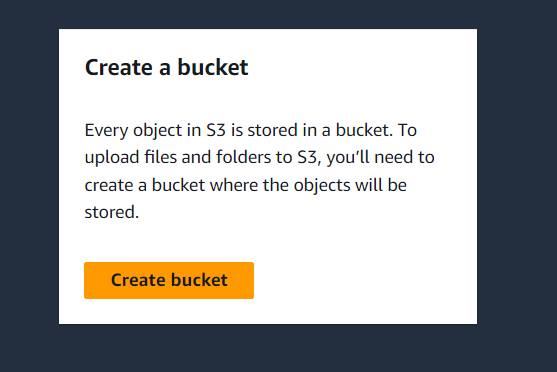 Create a bucket
Every object in S3 is stored in a bucket. To
upload files and folders to S3, you’ll need to
create a bucket where the objects will be
stored.
Create bucket